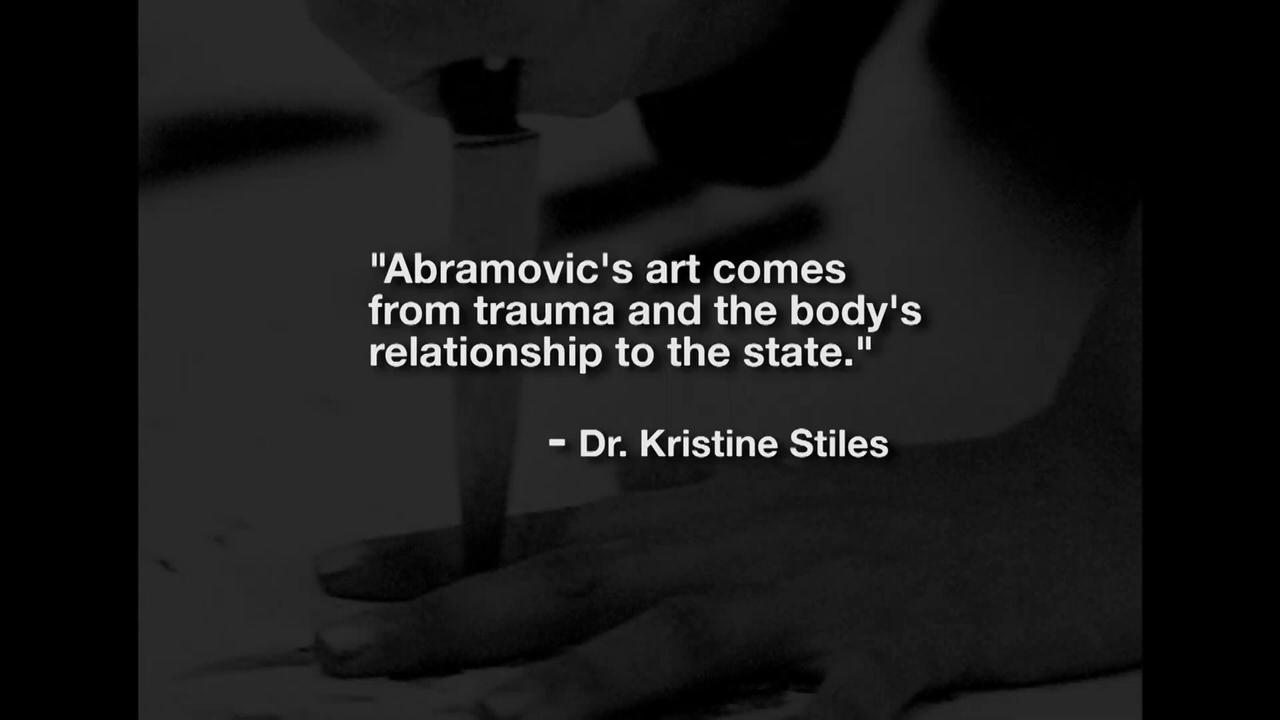 "Abramovic's art comes
from trauma and the body's
relationship to the state."
- Dr. Kristine Stiles